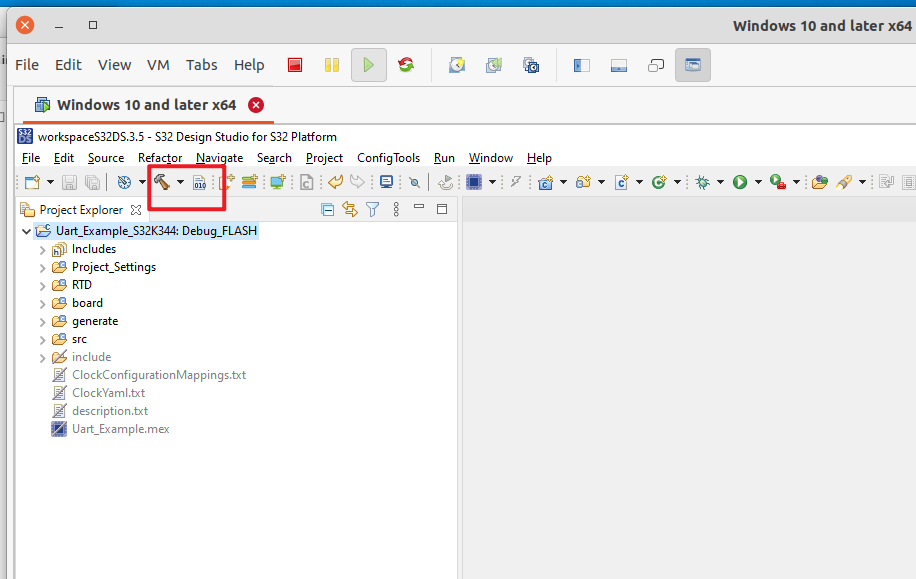 Windows 10 and later x64
File Edit View VM Tabs Help
Windows 10 and later x64
workspaceS32DS.3.5 - S32 Design Studio for S32 Platform
File Edit Source Refactor Navigate Search Project ConfigTools Run Window Help
010
Project Explorer
Uart_Example_S32K344: Debug_FLASH
Includes
Project_Settings
RTD
board
generate
src
include
ClockConfigurationMappings.txt
ClockYaml.txt
description.txt
Uart_Example.mex